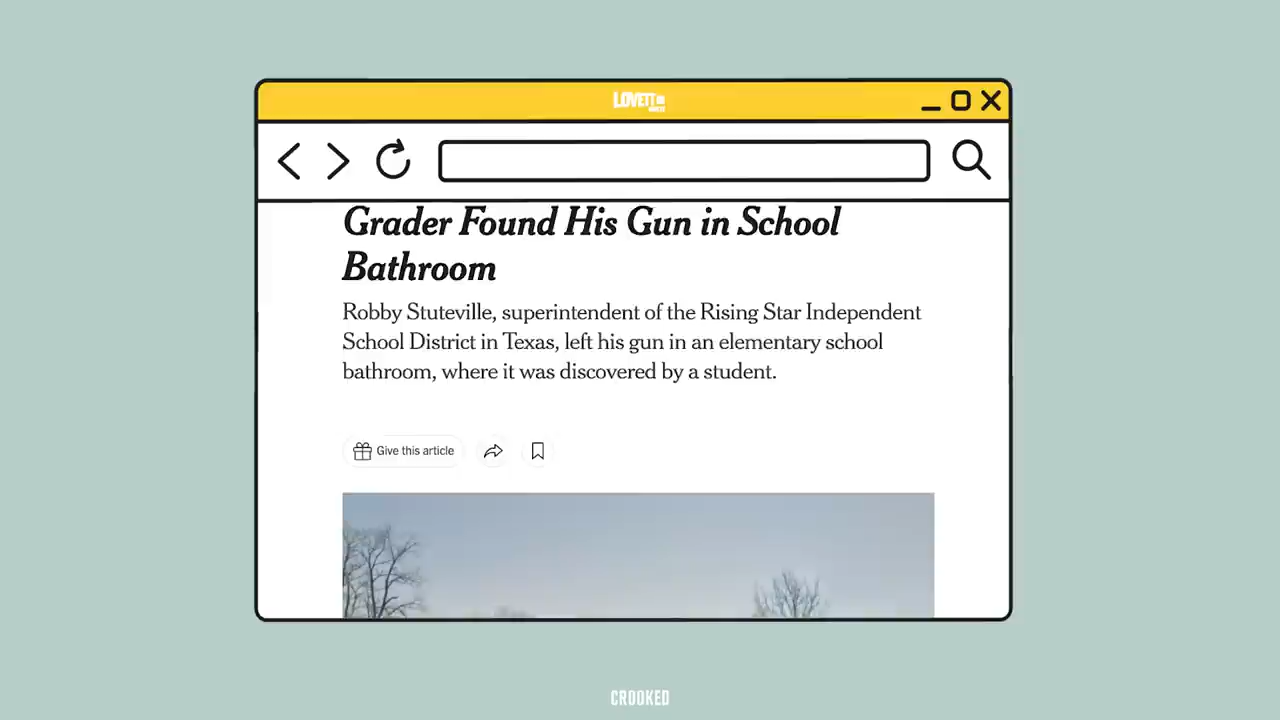 LOVETT
Grader Found His Gun in School
Bathroom
Robby Stuteville, superintendent of the Rising Star Independent
School District in Texas, left his gun in an elementary school
bathroom, where it was discovered by a student.
Give this article
CROOKED